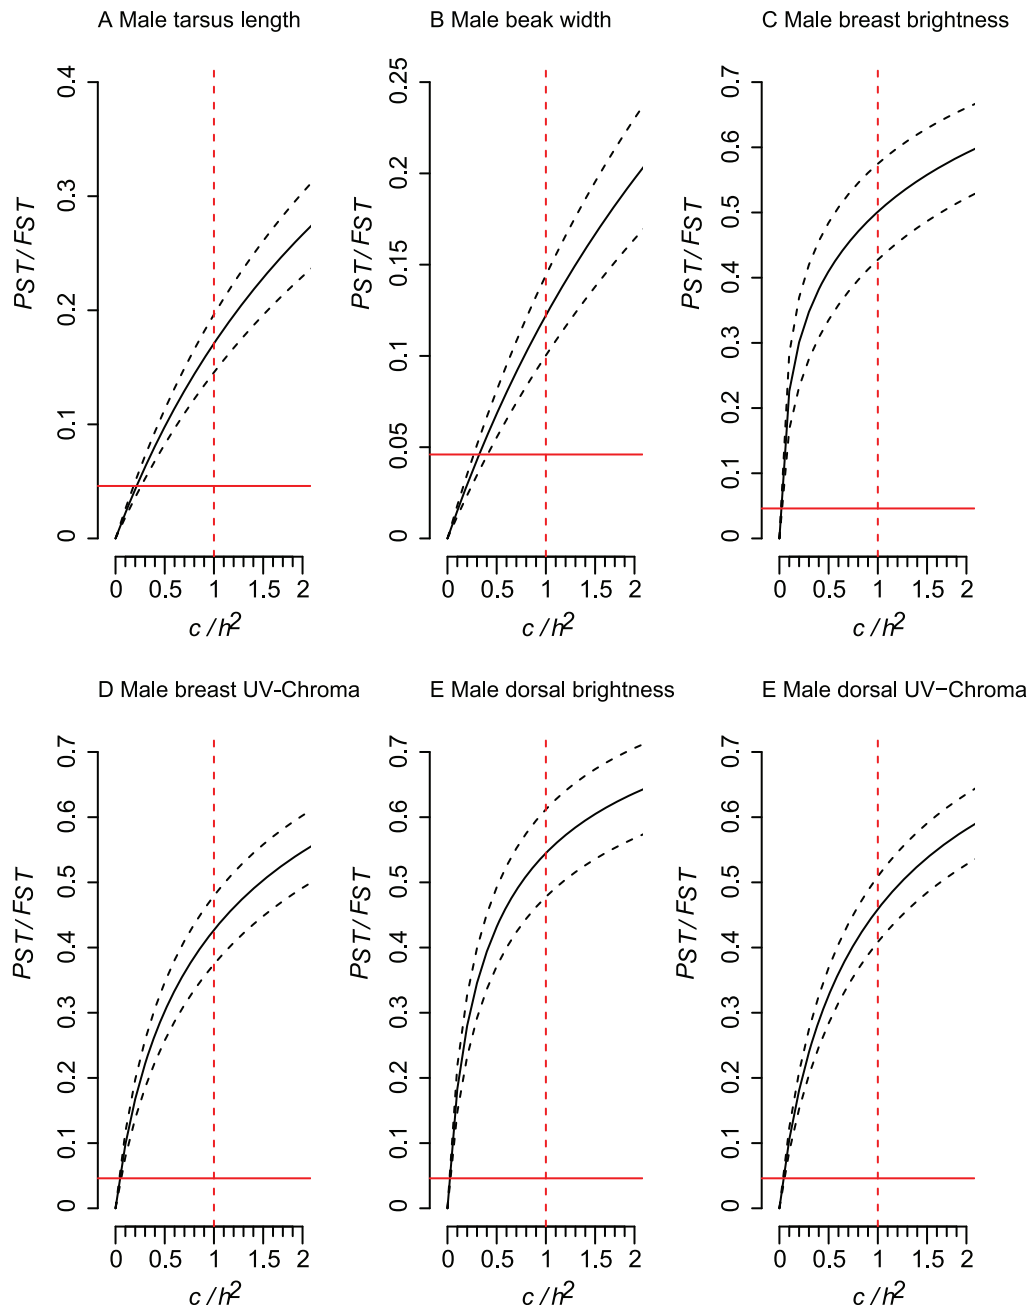 A Male tarsus length
B Male beak width
C Male breast brightness
0.4
0.3
0.2
0.1
0
PST/FST
0 0.5 1 1.5 2
c/h2
0.25
0.2
0.15
0.1
0.05
0
PST/FST
0 0.5 1 1.5 2
c/h2
0.7
0.6
0.5
0.4
0.3
0.2
0.1
0
PST/FST
0 0.5 1 1.5 2
c/h2
D Male breast UV-Chroma
E Male dorsal brightness
E Male dorsal UV−Chroma
0.7
0.6
0.5
0.4
0.3
0.2
0.1
0
PST/FST
0 0.5 1 1.5 2
c/h2
0.7
0.6
0.5
0.4
0.3
0.2
0.1
0
PST/FST
0 0.5 1 1.5 2
c/h2
0.7
0.6
0.5
0.4
0.3
0.2
0.1
0
PST/FST
0 0.5 1 1.5 2
c/h2